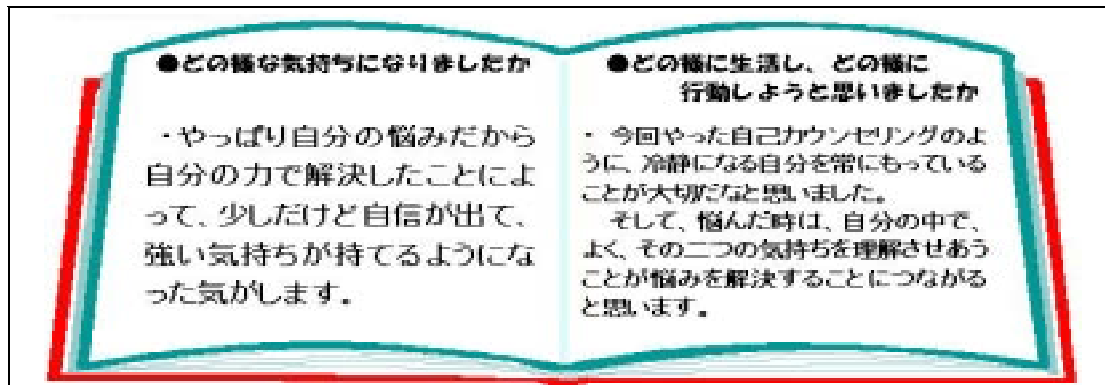 ●どの様な気持ちになりましたか
・やっぱり自分の悩みだから
自分の力で解決したことによ
って、少しだけど自信が出て、
強い気持ちが持てるようにな
った気がします。
●どの様に生活し、どの様に
行動しようと思いましたか
・ 今回やった自己カウンセリングのよ
うに、冷静になる自分を常にもっている
ことが大切だなと思いました。
そして、悩んだ時は、自分の中で、
よく、その二つの気持ちを理解させあう
ことが悩みを解決することにつながる
と思います。